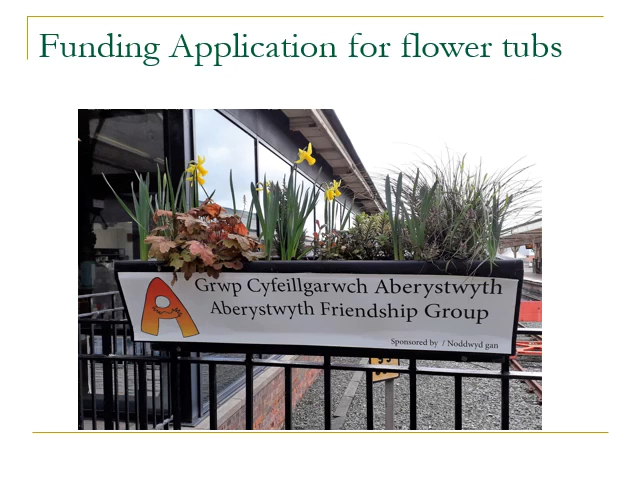 Funding Application for flower tubs
Grwp Cyfeillgarwch Aberystwyth
Aberystwyth Friendship Group
Sponsored by / Noddwyd gan